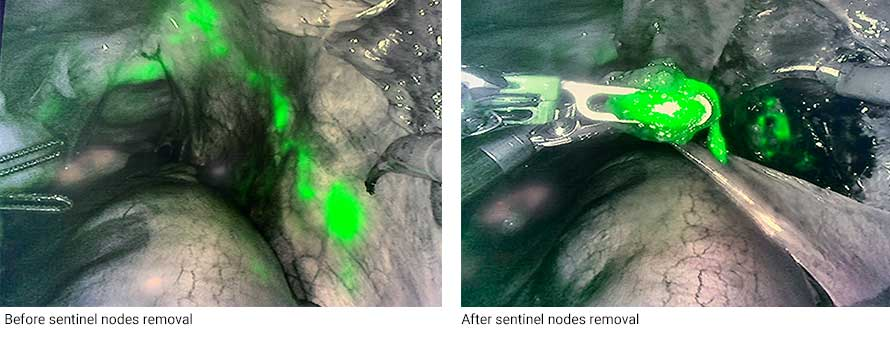 Before sentinel nodes removal
After sentinel nodes removal